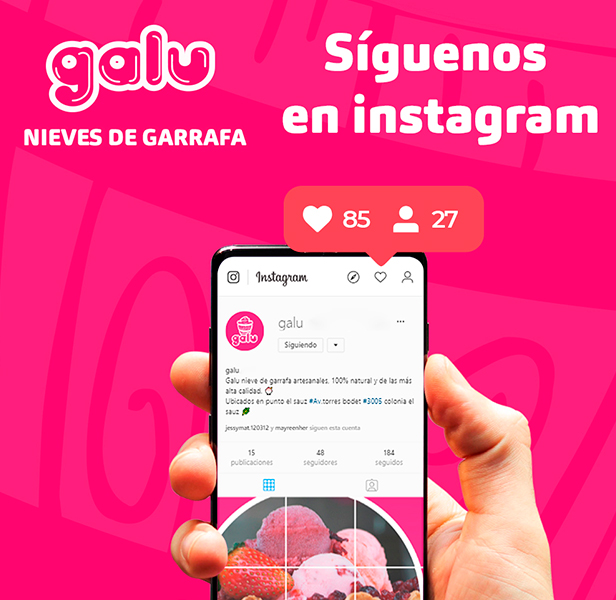 galu
NIEVES DE GARRAFA
Síguenos
en instagram
85 27
Instagram
galu
Siguiendo
galu
galu
Galu nieve de garrafa artesanales, 100% natural y de las más
alta calidad.
Ubicados en punto el sauz #Av.torres bodet #3005 colonia el
sauz
jessymat.120312 y mayreenher siguen esta cuenta
15 48 184
publicaciones seguidores seguidos